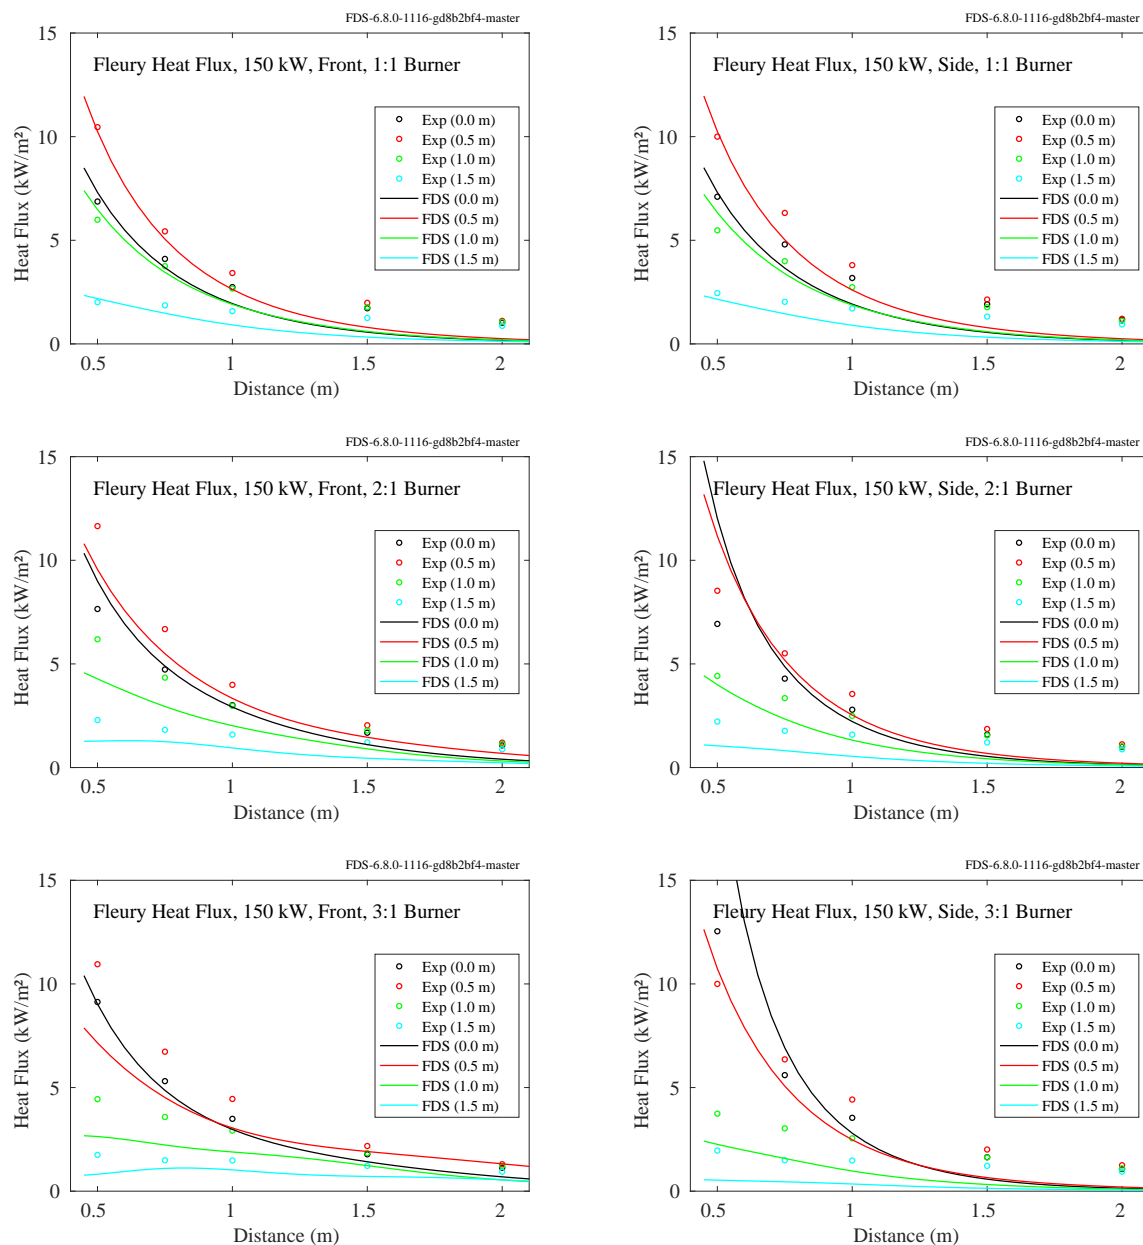 FDS-6.8.0-1116-gd8b2bf4-master
Fleury Heat Flux, 150 kW, Front, 1:1 Burner
Exp (0.0 m)
Exp (0.5 m)
Exp (1.0 m)
Exp (1.5 m)
FDS (0.0 m)
FDS (0.5 m)
FDS (1.0 m)
FDS (1.5 m)
Heat Flux (kW/m²)
15
10
5
0
0.5
1
1.5
2
Distance (m)
FDS-6.8.0-1116-gd8b2bf4-master
Fleury Heat Flux, 150 kW, Side, 1:1 Burner
Exp (0.0 m)
Exp (0.5 m)
Exp (1.0 m)
Exp (1.5 m)
FDS (0.0 m)
FDS (0.5 m)
FDS (1.0 m)
FDS (1.5 m)
Heat Flux (kW/m²)
15
10
5
0
0.5
1
1.5
2
Distance (m)
FDS-6.8.0-1116-gd8b2bf4-master
Fleury Heat Flux, 150 kW, Front, 2:1 Burner
Exp (0.0 m)
Exp (0.5 m)
Exp (1.0 m)
Exp (1.5 m)
FDS (0.0 m)
FDS (0.5 m)
FDS (1.0 m)
FDS (1.5 m)
Heat Flux (kW/m²)
15
10
5
0
0.5
1
1.5
2
Distance (m)
FDS-6.8.0-1116-gd8b2bf4-master
Fleury Heat Flux, 150 kW, Side, 2:1 Burner
Exp (0.0 m)
Exp (0.5 m)
Exp (1.0 m)
Exp (1.5 m)
FDS (0.0 m)
FDS (0.5 m)
FDS (1.0 m)
FDS (1.5 m)
Heat Flux (kW/m²)
15
10
5
0
0.5
1
1.5
2
Distance (m)
FDS-6.8.0-1116-gd8b2bf4-master
Fleury Heat Flux, 150 kW, Front, 3:1 Burner
Exp (0.0 m)
Exp (0.5 m)
Exp (1.0 m)
Exp (1.5 m)
FDS (0.0 m)
FDS (0.5 m)
FDS (1.0 m)
FDS (1.5 m)
Heat Flux (kW/m²)
15
10
5
0
0.5
1
1.5
2
Distance (m)
FDS-6.8.0-1116-gd8b2bf4-master
Fleury Heat Flux, 150 kW, Side, 3:1 Burner
Exp (0.0 m)
Exp (0.5 m)
Exp (1.0 m)
Exp (1.5 m)
FDS (0.0 m)
FDS (0.5 m)
FDS (1.0 m)
FDS (1.5 m)
Heat Flux (kW/m²)
15
10
5
0
0.5
1
1.5
2
Distance (m)